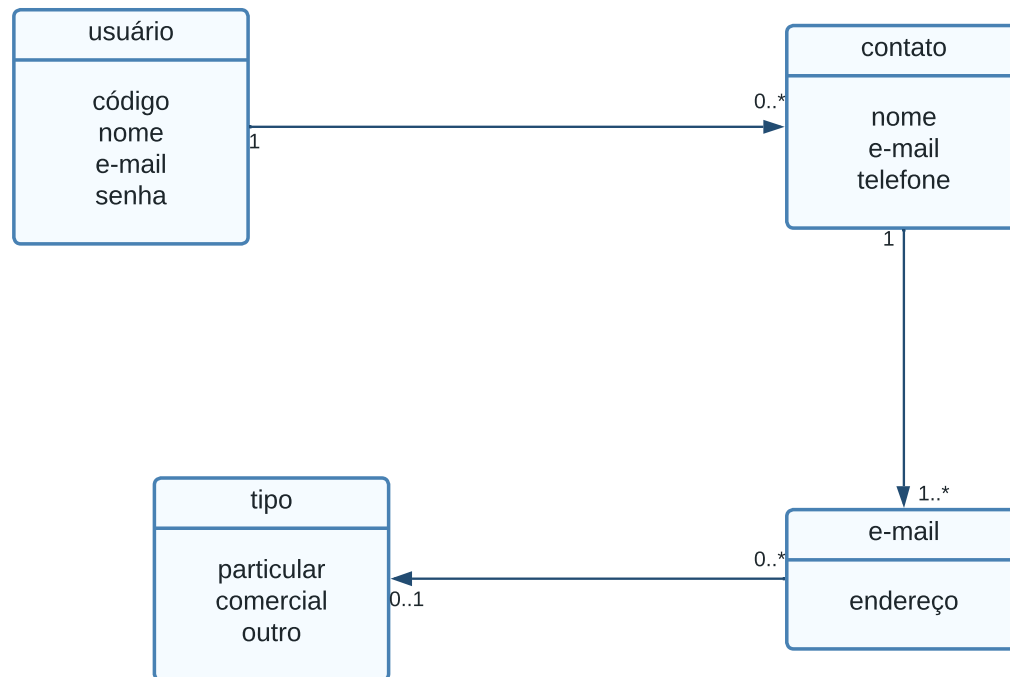 usuário
código
nome
e-mail
senha
1
0..*
contato
nome
e-mail
telefone
1
1..*
e-mail
endereço
0..*
0..1
tipo
particular
comercial
outro